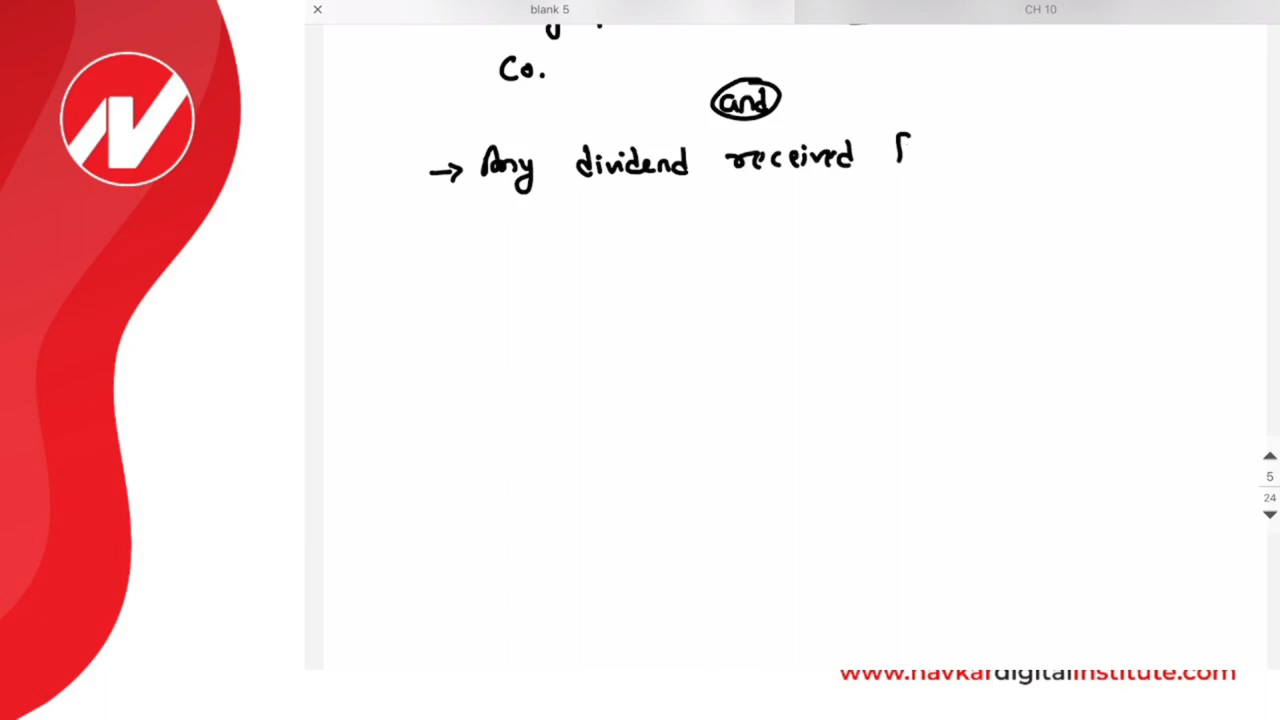 blank 5
CH 10
Co.
and
→ Any dividend received
5
24
www.navkardigitalinstitute.com